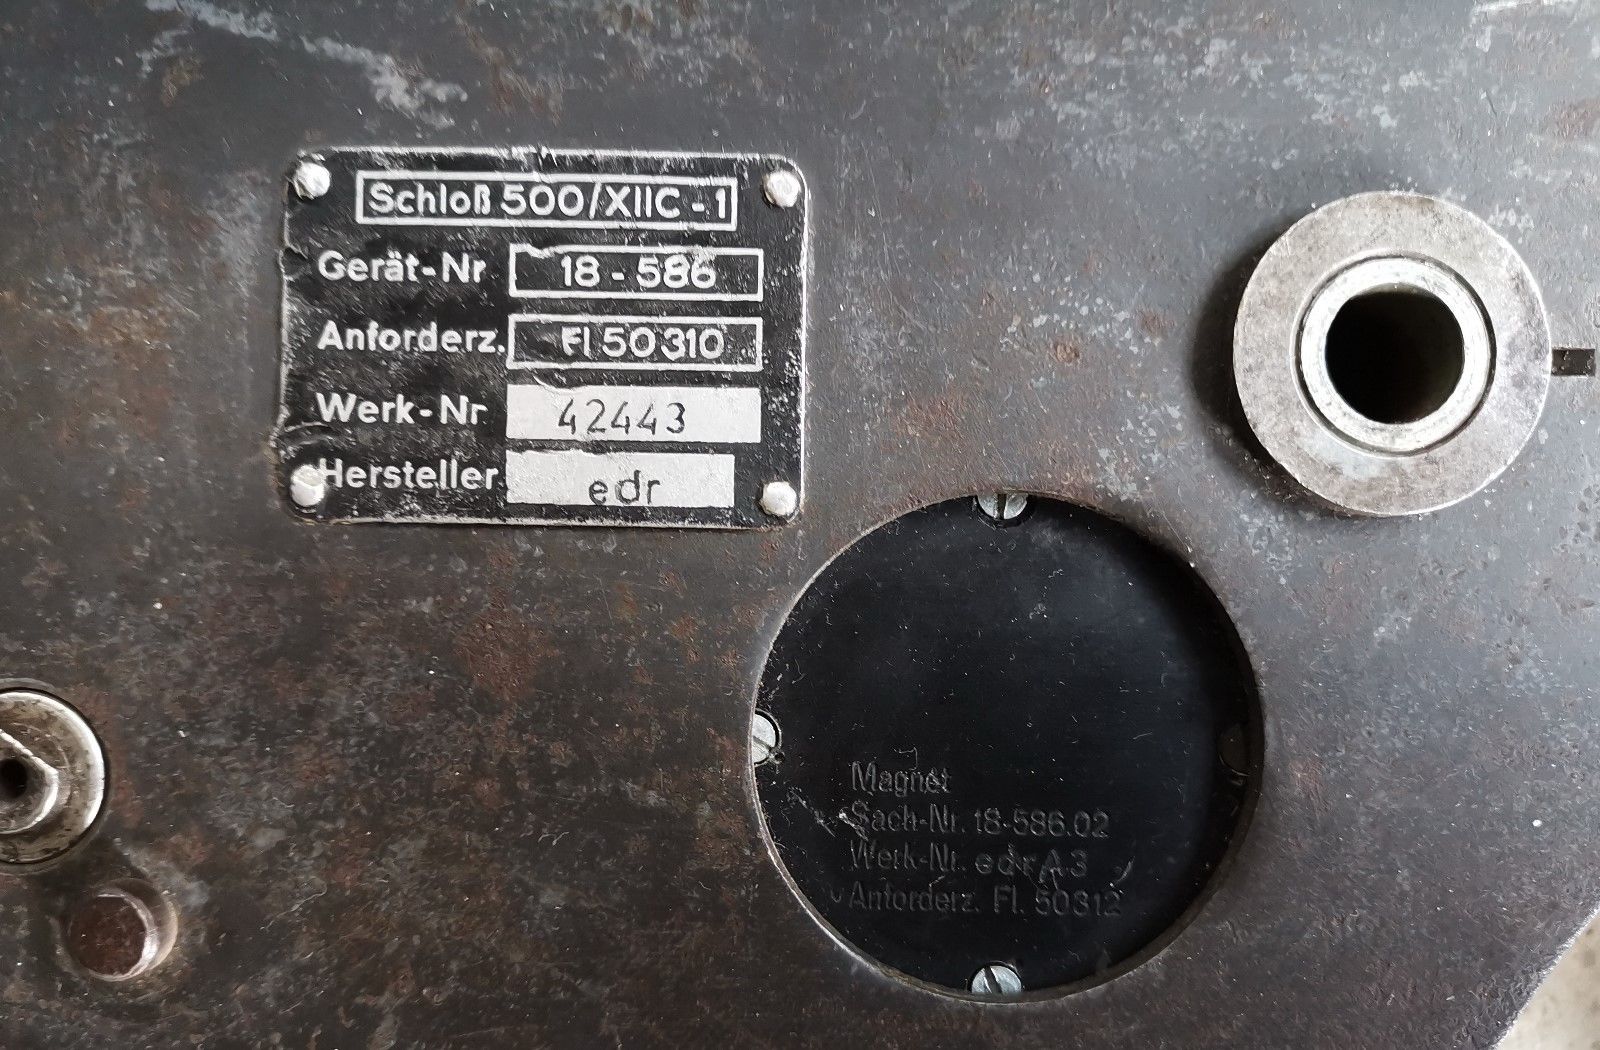 Schloß 500/XIIC-1
Gerät-Nr 18-586
Anforderz. Fl 50310
Werk-Nr 42443
Hersteller edr
Magnet
Sach-Nr. 18-586.02
Werk-Nr. edr A 3
Anforderz. Fl. 50312